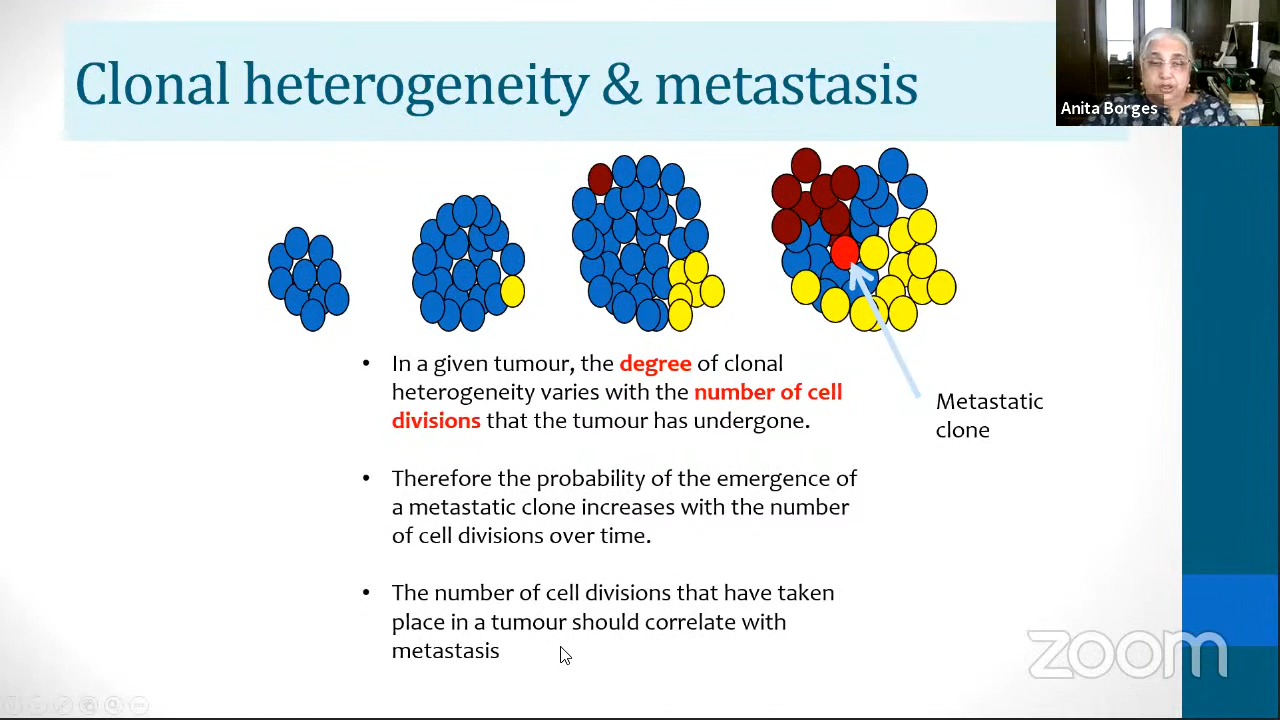 Clonal heterogeneity & metastasis
Anita Borges
• In a given tumour, the degree of clonal
heterogeneity varies with the number of cell
divisions that the tumour has undergone.
Metastatic
clone
• Therefore the probability of the emergence of
a metastatic clone increases with the number
of cell divisions over time.
• The number of cell divisions that have taken
place in a tumour should correlate with
metastasis
zoom